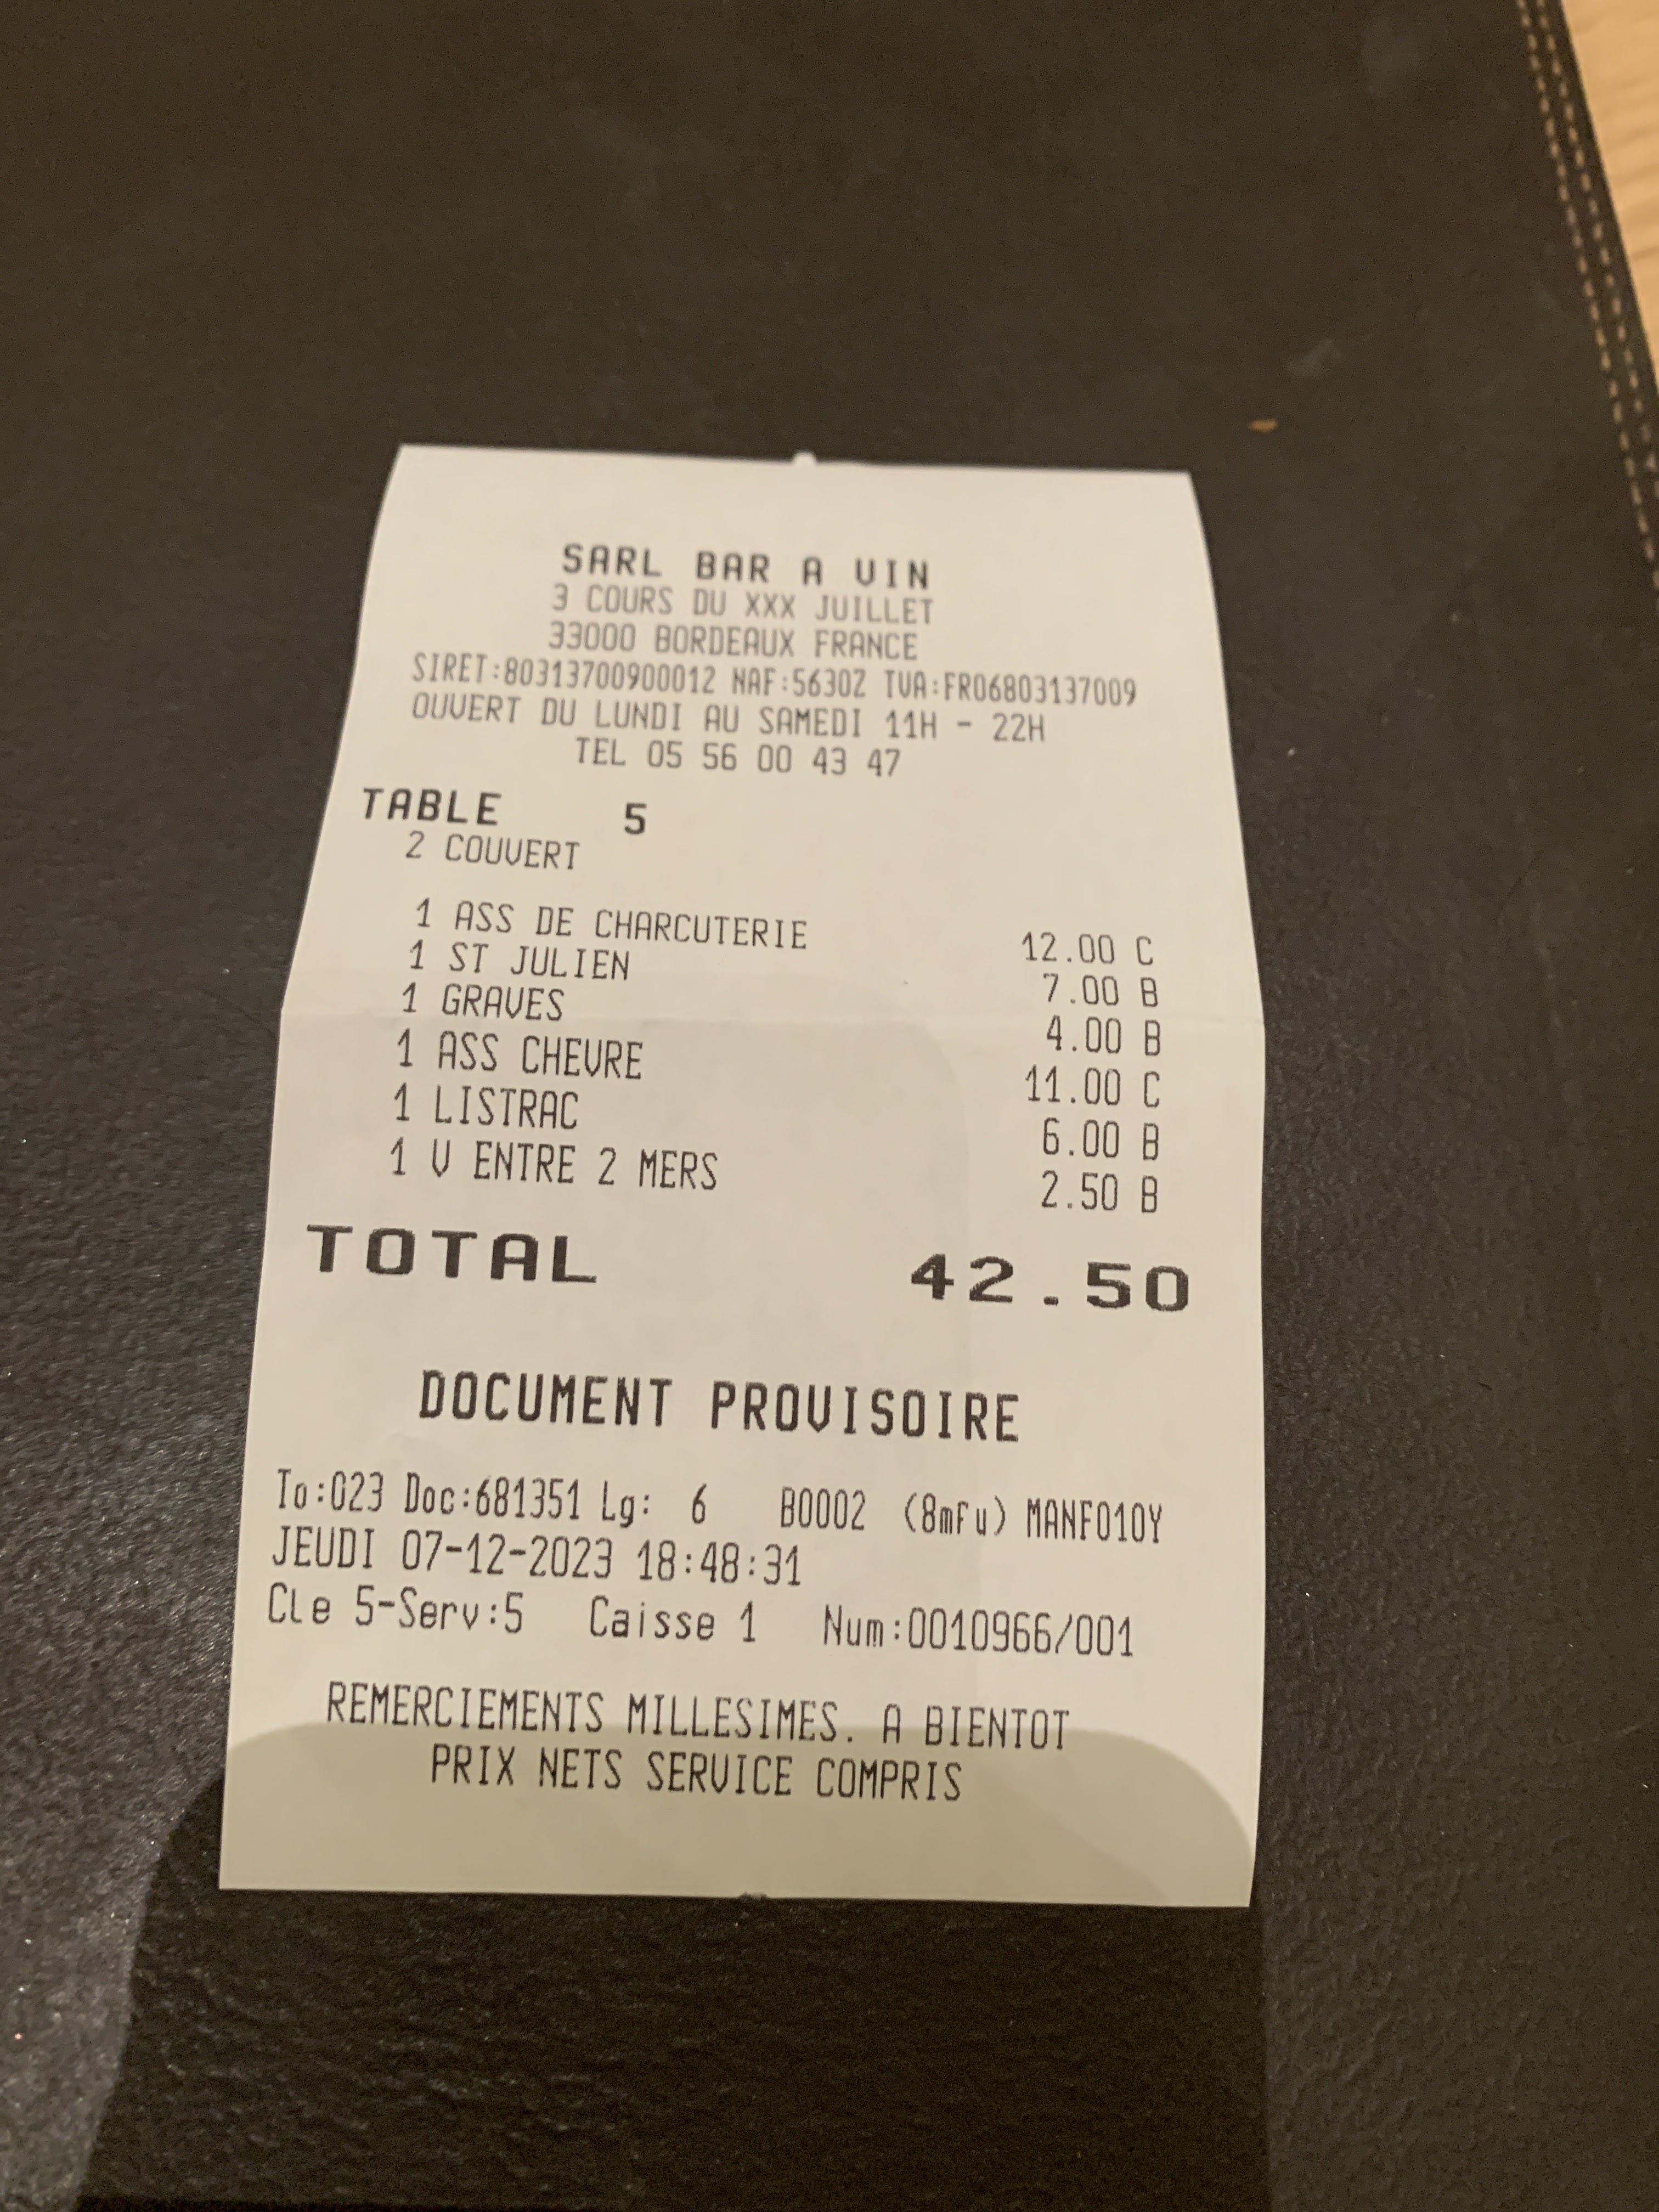 SARL BAR A VIN
3 COURS DU XXX JUILLET
33000 BORDEAUX FRANCE
SIRET:80313700900012 NAF:5630Z TVA:FR06803137009
OUVERT DU LUNDI AU SAMEDI 11H - 22H
TEL 05 56 00 43 47
TABLE 5
2 COUVERT
1 ASS DE CHARCUTERIE 12.00 C
1 ST JULIEN 7.00 B
1 GRAVES 4.00 B
1 ASS CHEVRE 11.00 C
1 LISTRAC 6.00 B
1 V ENTRE 2 MERS 2.50 B
TOTAL 42.50
DOCUMENT PROVISOIRE
To:023 Doc:681351 Lg: 6 B0002 (8mFu) MANF010Y
JEUDI 07-12-2023 18:48:31
Cle 5-Serv:5 Caisse 1 Num:0010966/001
REMERCIEMENTS MILLESIMES. A BIENTOT
PRIX NETS SERVICE COMPRIS